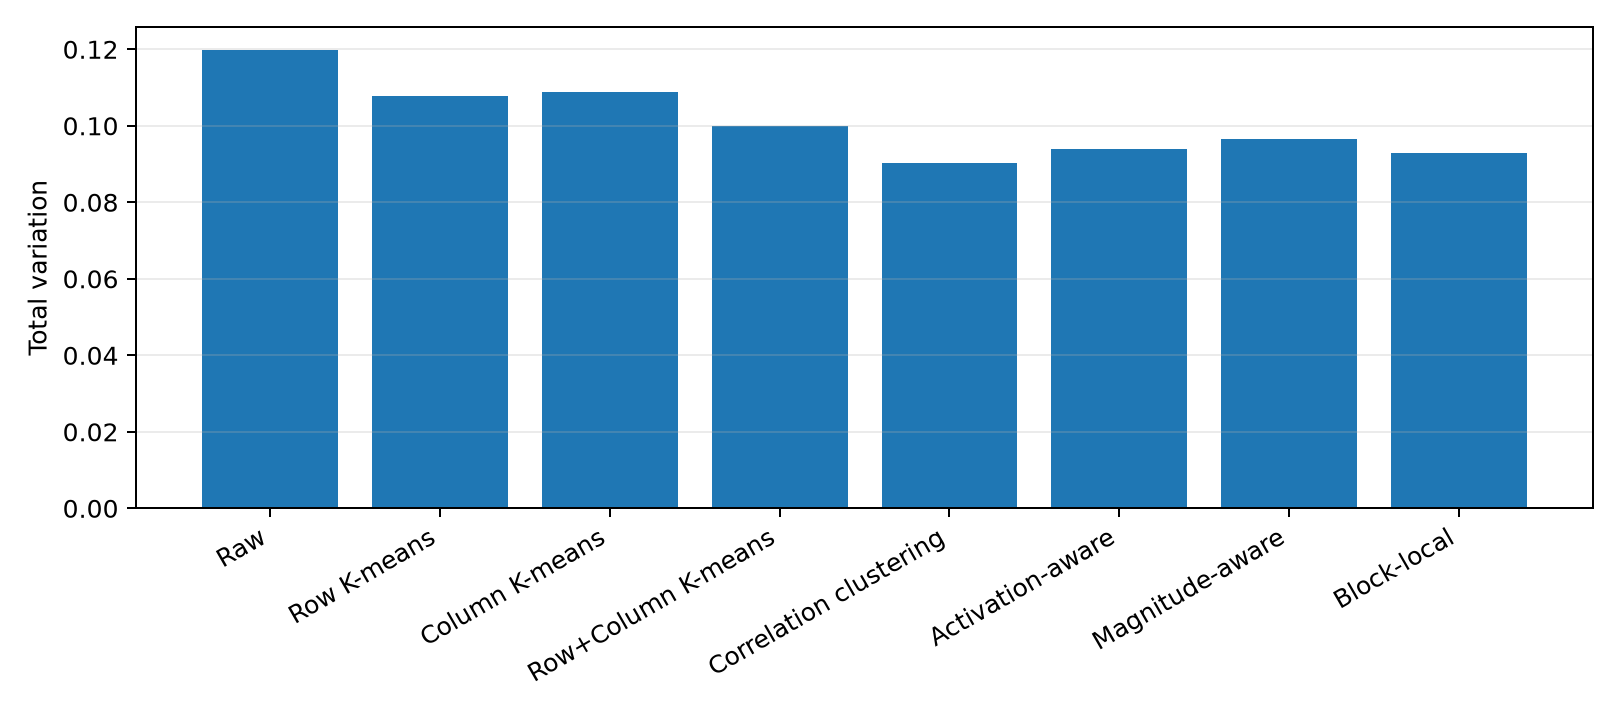 Total variation
0.12
0.10
0.08
0.06
0.04
0.02
0.00
Raw
Row K-means
Column K-means
Row+Column K-means
Correlation clustering
Activation-aware
Magnitude-aware
Block-local